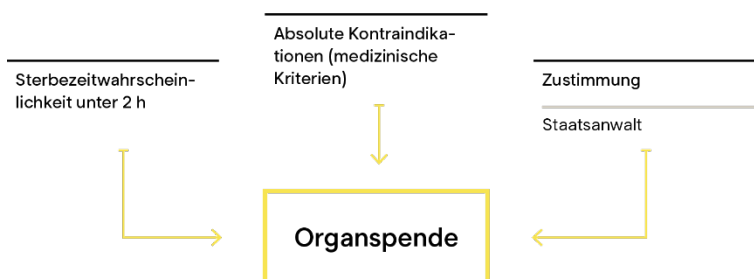 Sterbezeitwahrschein-
lichkeit unter 2 h
Absolute Kontraindika-
tionen (medizinische
Kriterien)
Zustimmung
Staatsanwalt
Organspende